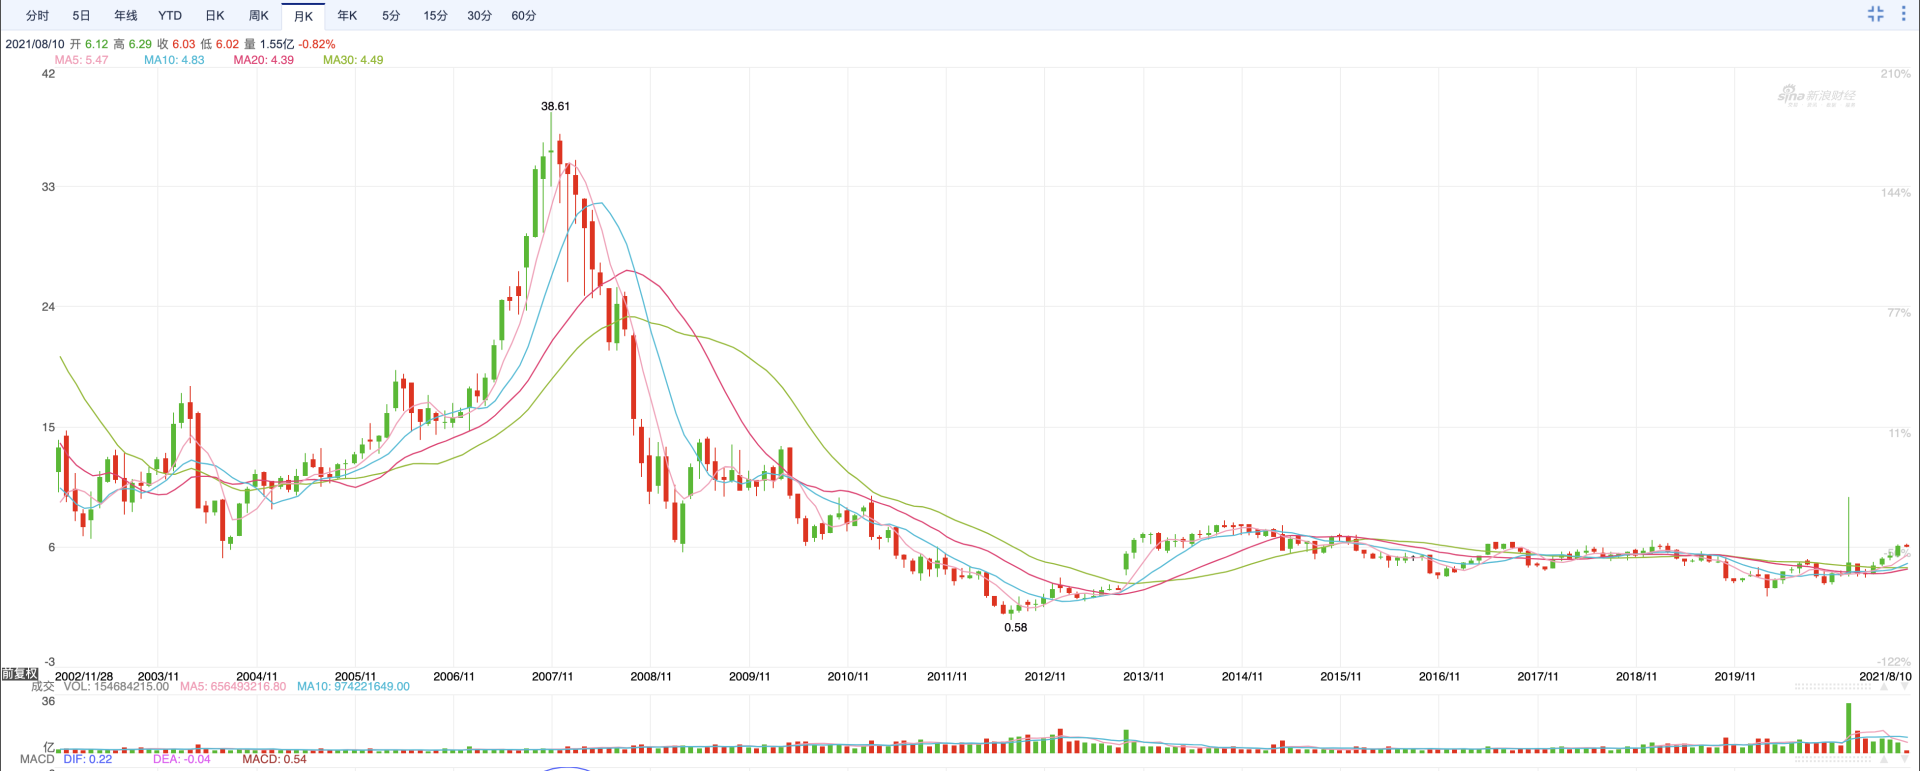 分时 5日 年线 YTD 日K 周K 月K 年K 5分 15分 30分 60分
2021/08/10 开 6.12 高 6.29 收 6.03 低 6.02 量 1.55亿 -0.82%
MA5: 5.47 MA10: 4.83 MA20: 4.39 MA30: 4.49
42 210%
sina 新浪财经
38.61
33 144%
24 77%
15 11%
6
0.58
-3 -122%
前复权 2002/11/28 2003/11 2004/11 2005/11 2006/11 2007/11 2008/11 2009/11 2010/11 2011/11 2012/11 2013/11 2014/11 2015/11 2016/11 2017/11 2018/11 2019/11 2021/8/10
成交 VOL: 154684215.00 MA5: 656493216.80 MA10: 974221649.00
36
亿
MACD DIF: 0.22 DEA: -0.04 MACD: 0.54